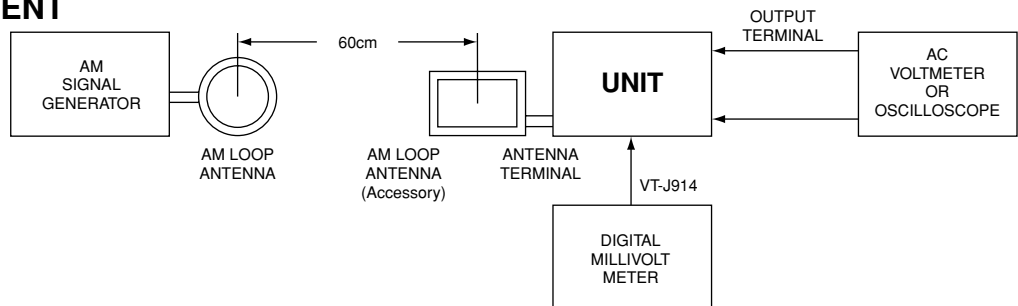 ENT
OUTPUT
TERMINAL
60cm
AM
SIGNAL
GENERATOR
UNIT
AC
VOLTMETER
OR
OSCILLOSCOPE
AM LOOP
ANTENNA
AM LOOP
ANTENNA
(Accessory)
ANTENNA
TERMINAL
VT-J914
DIGITAL
MILLIVOLT
METER